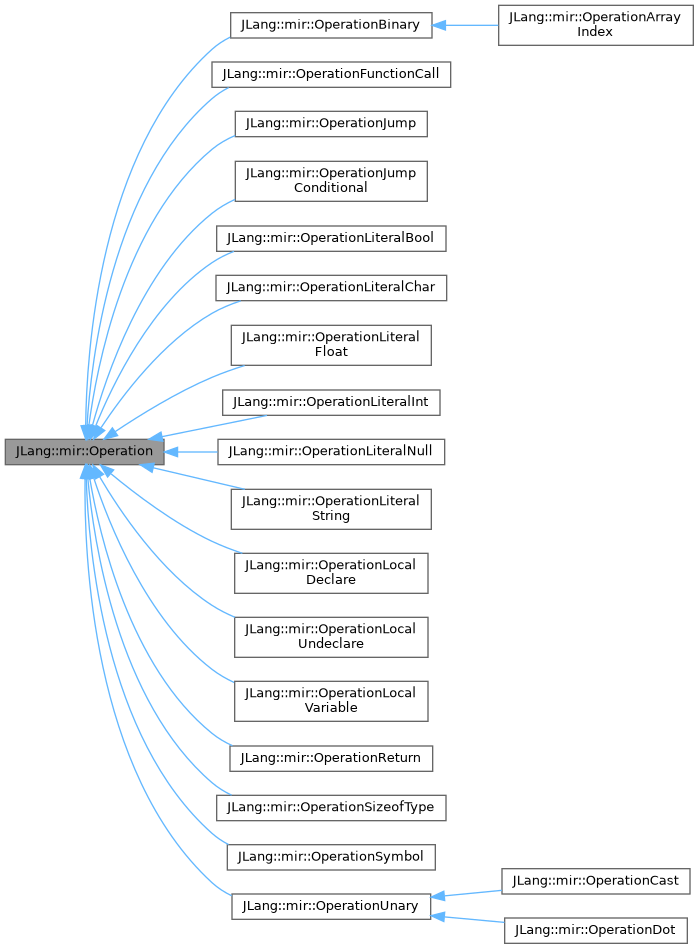 JLang::mir::OperationBinary
JLang::mir::OperationArray
Index
JLang::mir::OperationFunctionCall
JLang::mir::OperationJump
JLang::mir::OperationJump
Conditional
JLang::mir::OperationLiteralBool
JLang::mir::OperationLiteralChar
JLang::mir::OperationLiteral
Float
JLang::mir::OperationLiteralInt
JLang::mir::Operation
JLang::mir::OperationLiteralNull
JLang::mir::OperationLiteral
String
JLang::mir::OperationLocal
Declare
JLang::mir::OperationLocal
Undeclare
JLang::mir::OperationLocal
Variable
JLang::mir::OperationReturn
JLang::mir::OperationSizeofType
JLang::mir::OperationSymbol
JLang::mir::OperationUnary
JLang::mir::OperationCast
JLang::mir::OperationDot